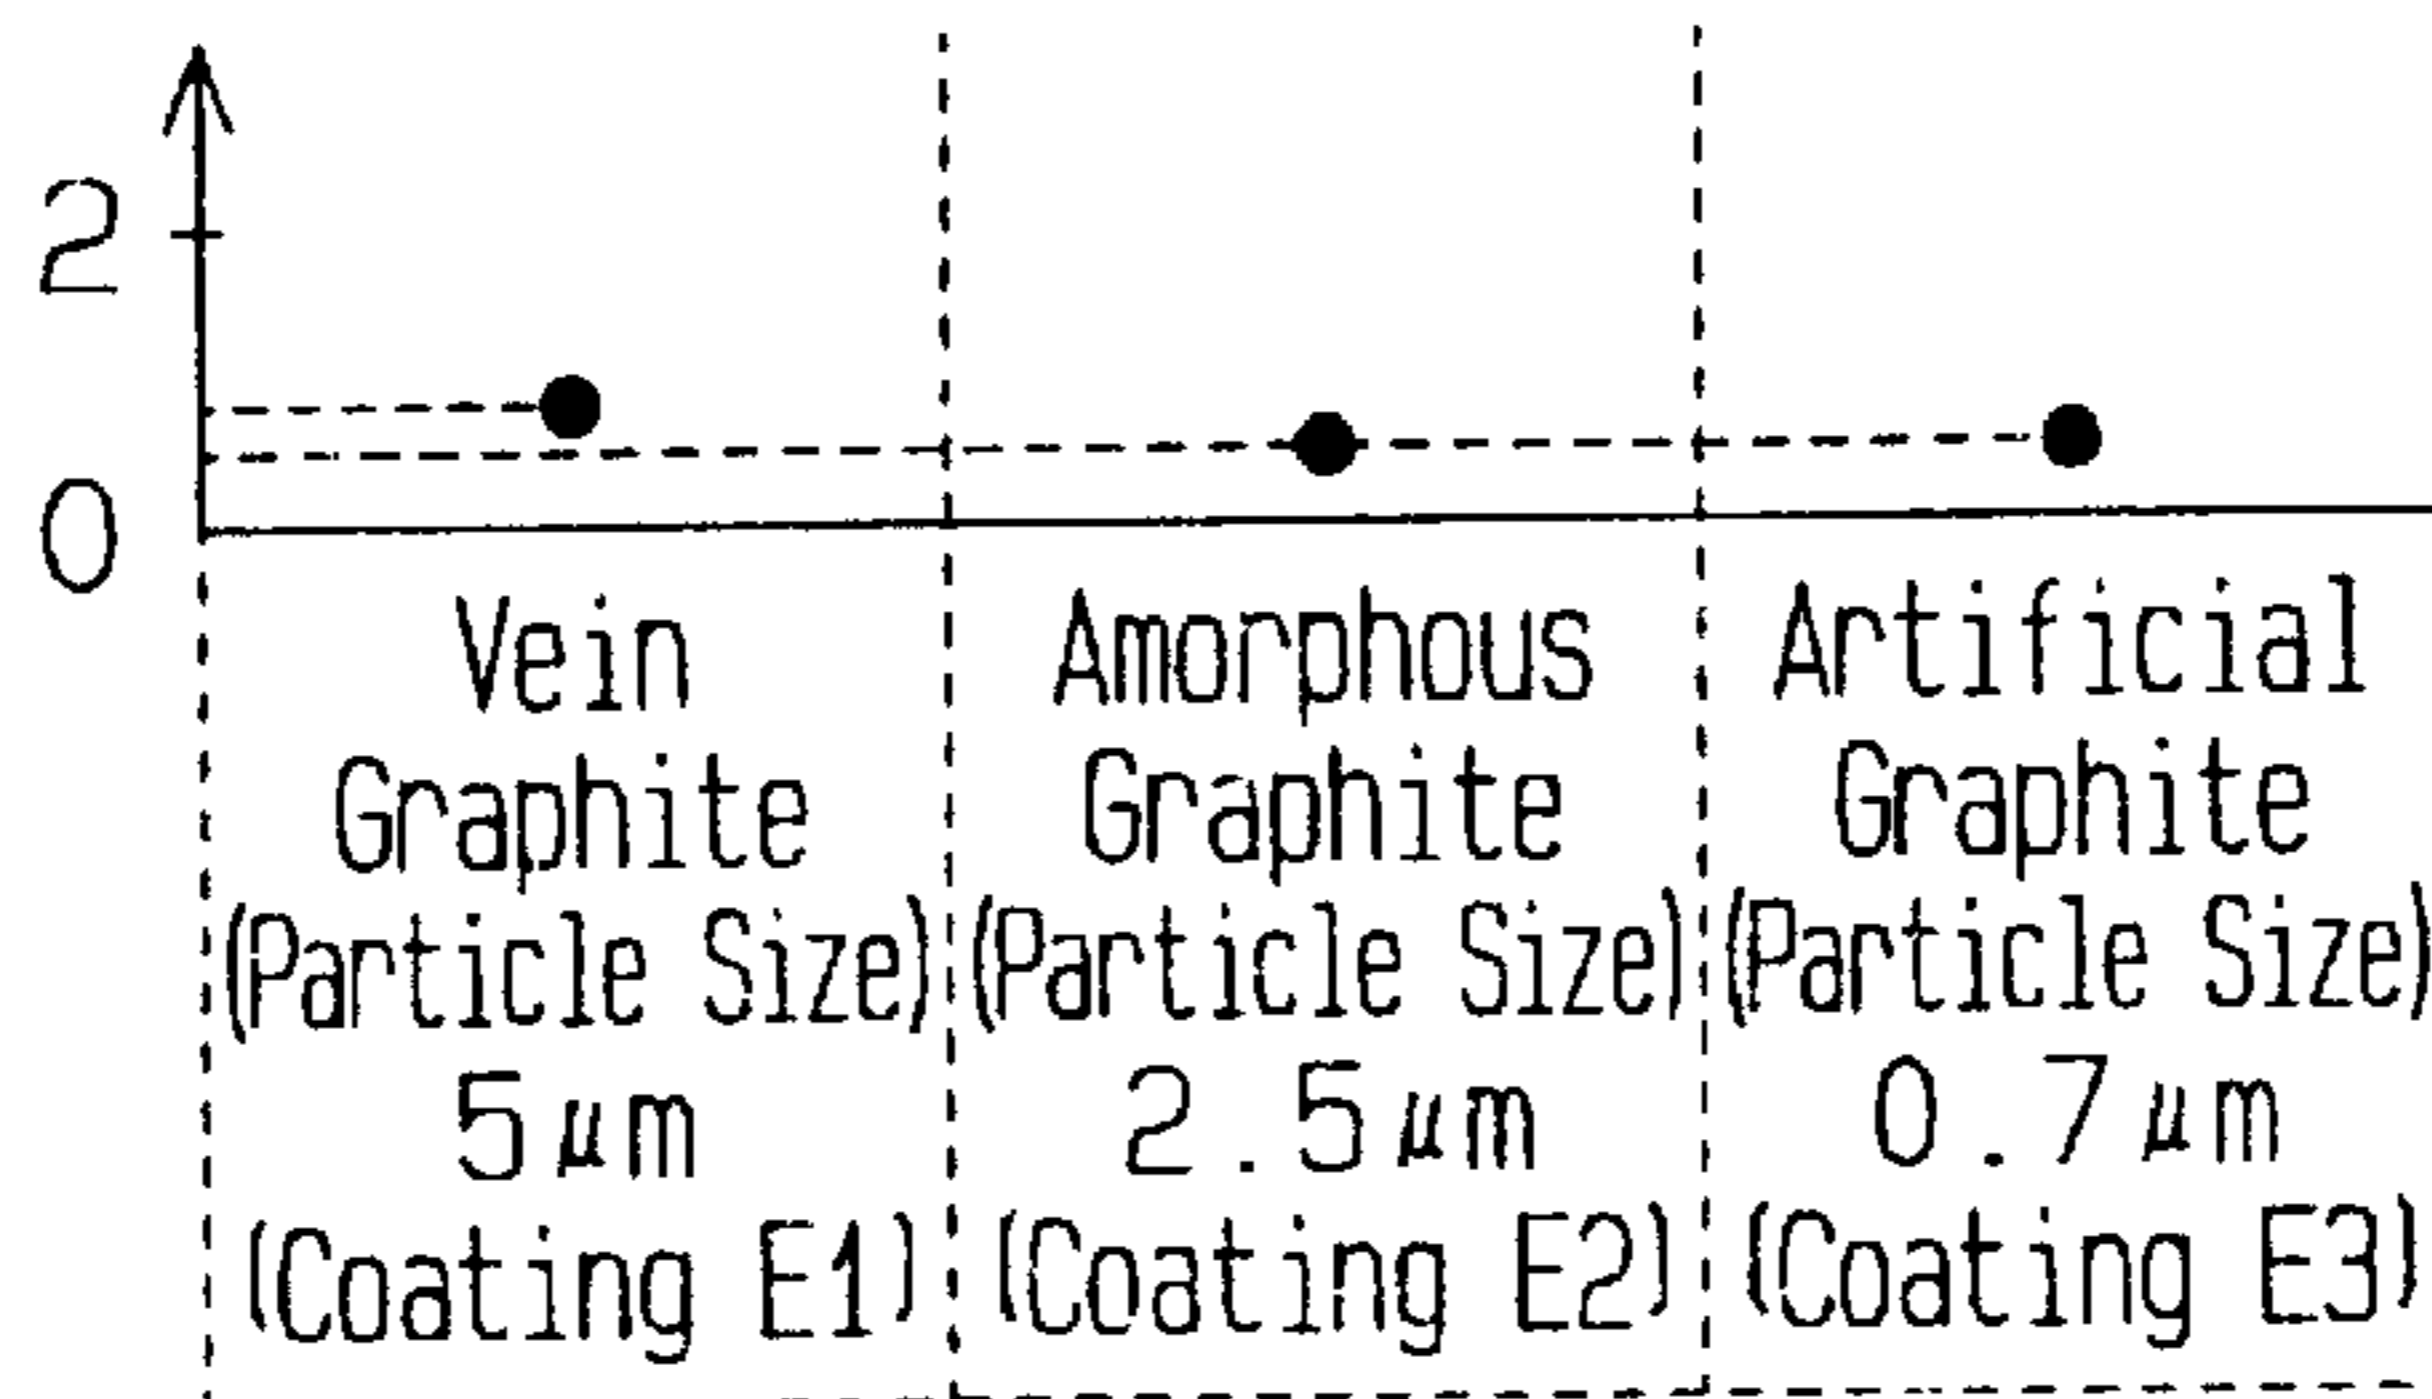 2
0
Vein
Graphite
(Particle Size)
5μm
(Coating E1)
Amorphous
Graphite
(Particle Size)
2.5μm
(Coating E2)
Artificial
Graphite
(Particle Size)
0.7μm
(Coating E3)